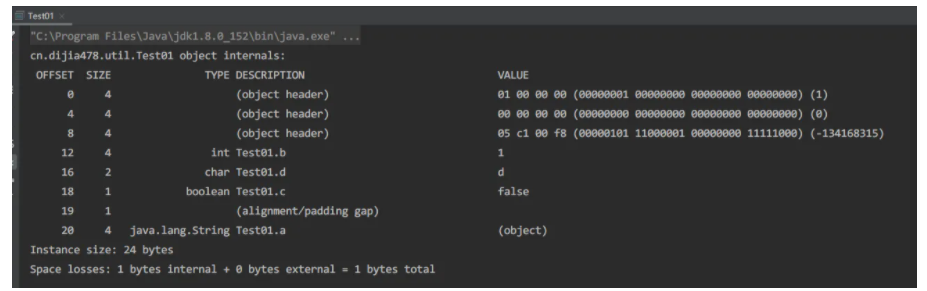 Test01
"C:\Program Files\Java\jdk1.8.0_152\bin\java.exe" ...
cn.dijia478.util.Test01 object internals:
OFFSET SIZE TYPE DESCRIPTION VALUE
0 4 (object header) 01 00 00 00 (00000001 00000000 00000000 00000000) (1)
4 4 (object header) 00 00 00 00 (00000000 00000000 00000000 00000000) (0)
8 4 (object header) 05 c1 00 f8 (00000101 11000001 00000000 11111000) (-134168315)
12 4 int Test01.b 1
16 2 char Test01.d d
18 1 boolean Test01.c false
19 1 (alignment/padding gap)
20 4 java.lang.String Test01.a (object)
Instance size: 24 bytes
Space losses: 1 bytes internal + 0 bytes external = 1 bytes total